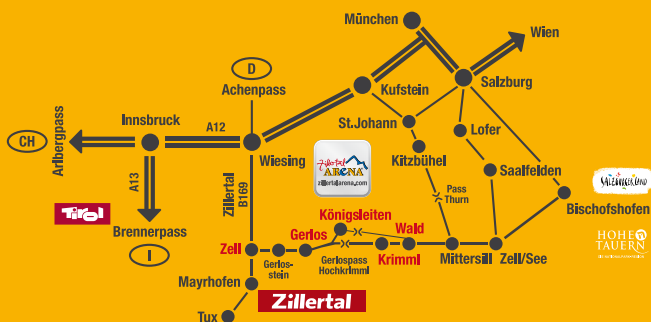 München
Wien
D
Achenpass
Kufstein
Salzburg
Innsbruck
A12
CH
Arlbergpass
St.Johann
Lofer
Wiesing
Zillertal
ARENA
zillertalarena.com
Kitzbühel
Saalfelden
A13
Zillertal
B169
Pass
Thurn
SALZBURGERLAND
Bischofshofen
Tirol
Königsleiten
Wald
Brennerpass
Zell
Gerlos
HOHE
TAUERN
I
Gerlos-
stein
Gerlospass
Hochkrimml
Krimml
Mittersill
Zell/See
Mayrhofen
Zillertal
Tux